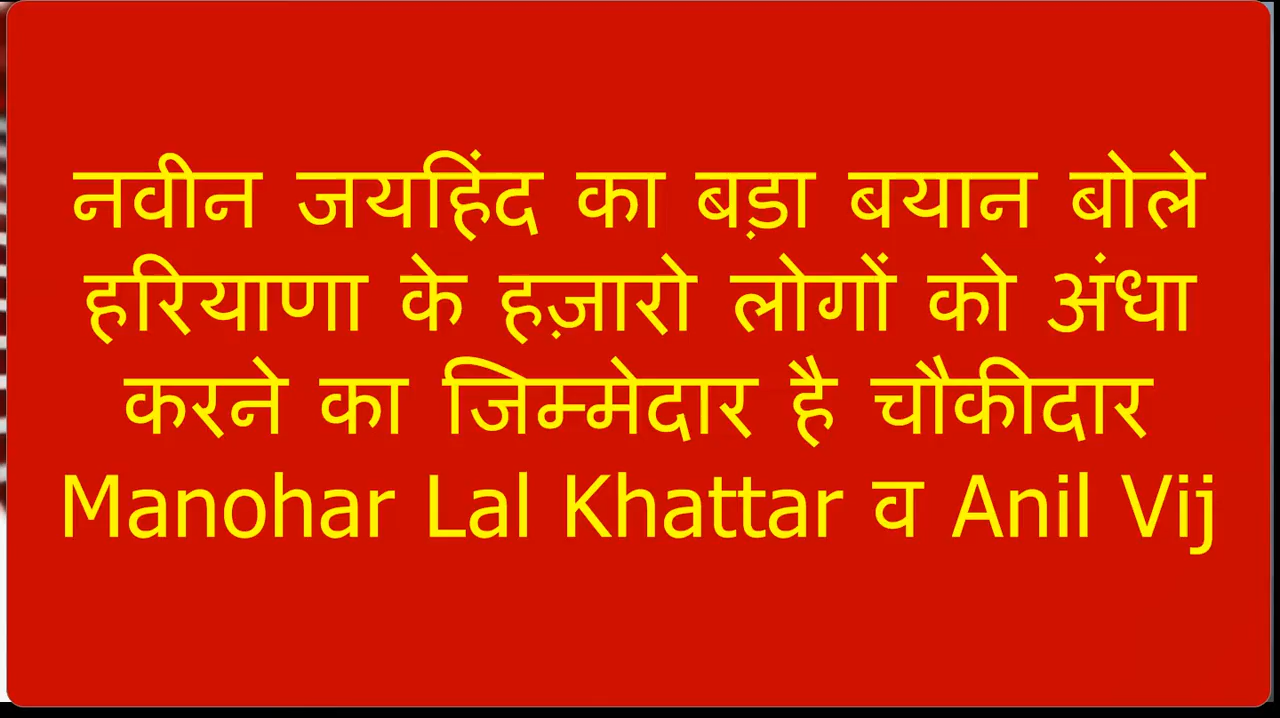 नवीन जयहिंद का बड़ा बयान बोले
हरियाणा के हज़ारो लोगों को अंधा
करने का जिम्मेदार है चौकीदार
Manohar Lal Khattar व Anil Vij